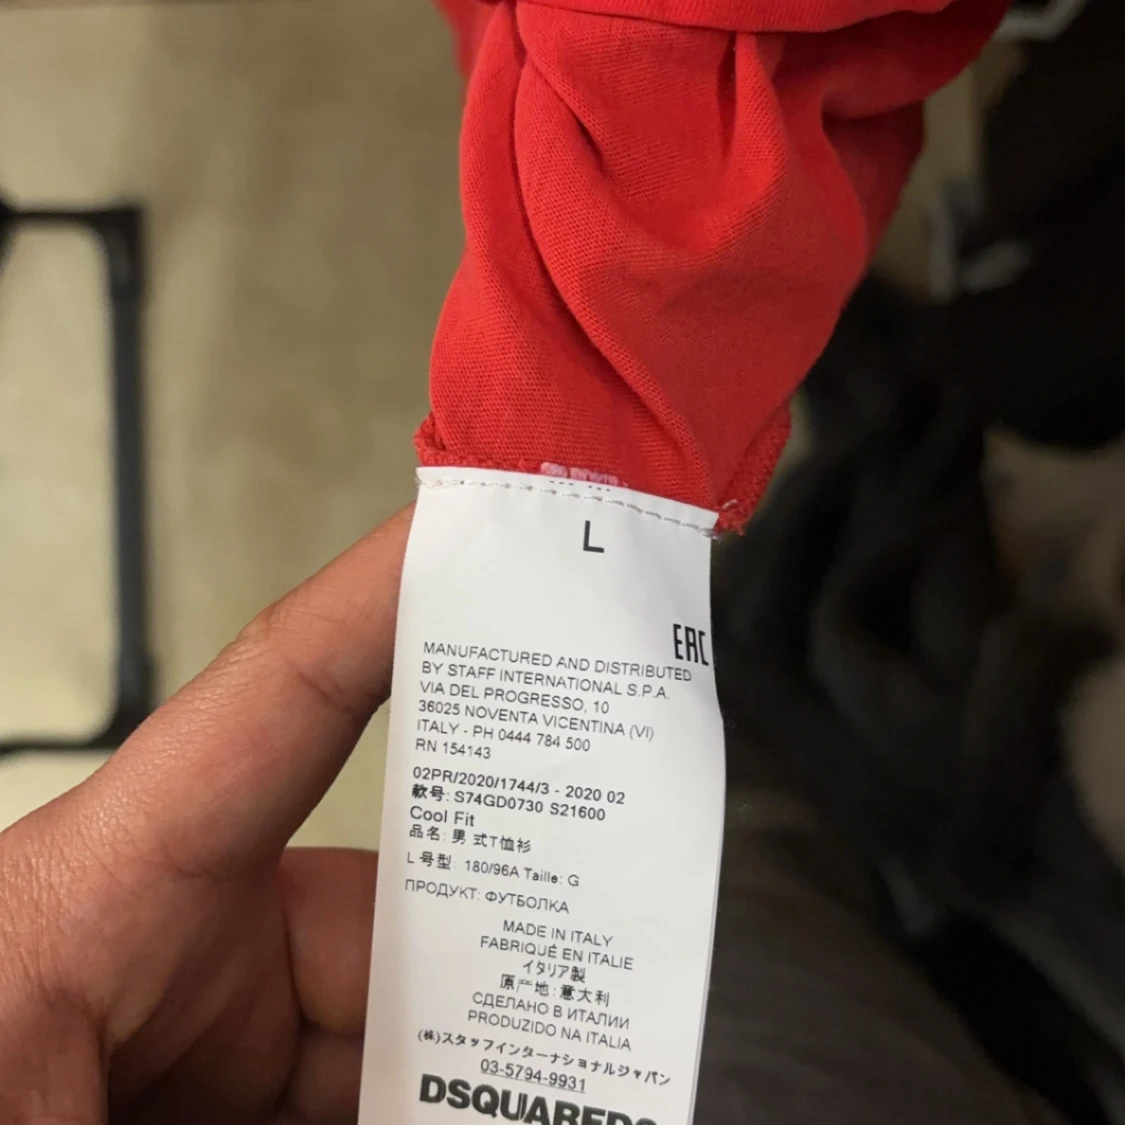 L
EAC
MANUFACTURED AND DISTRIBUTED
BY STAFF INTERNATIONAL S.P.A.
VIA DEL PROGRESSO, 10
36025 NOVENTA VICENTINA (VI)
ITALY - PH 0444 784 500
RN 154143
02PR/2020/1744/3 - 2020 02
款号: S74GD0730 S21600
Cool Fit
品名: 男 式T恤衫
L 号型: 180/96A Taille: G
ПРОДУКТ: ФУТБОЛКА
MADE IN ITALY
FABRIQUÉ EN ITALIE
イタリア製
原产地: 意大利
СДЕЛАНО В ИТАЛИИ
PRODUZIDO NA ITALIA
(株)スタッフインターナショナルジャパン
03-5794-9931